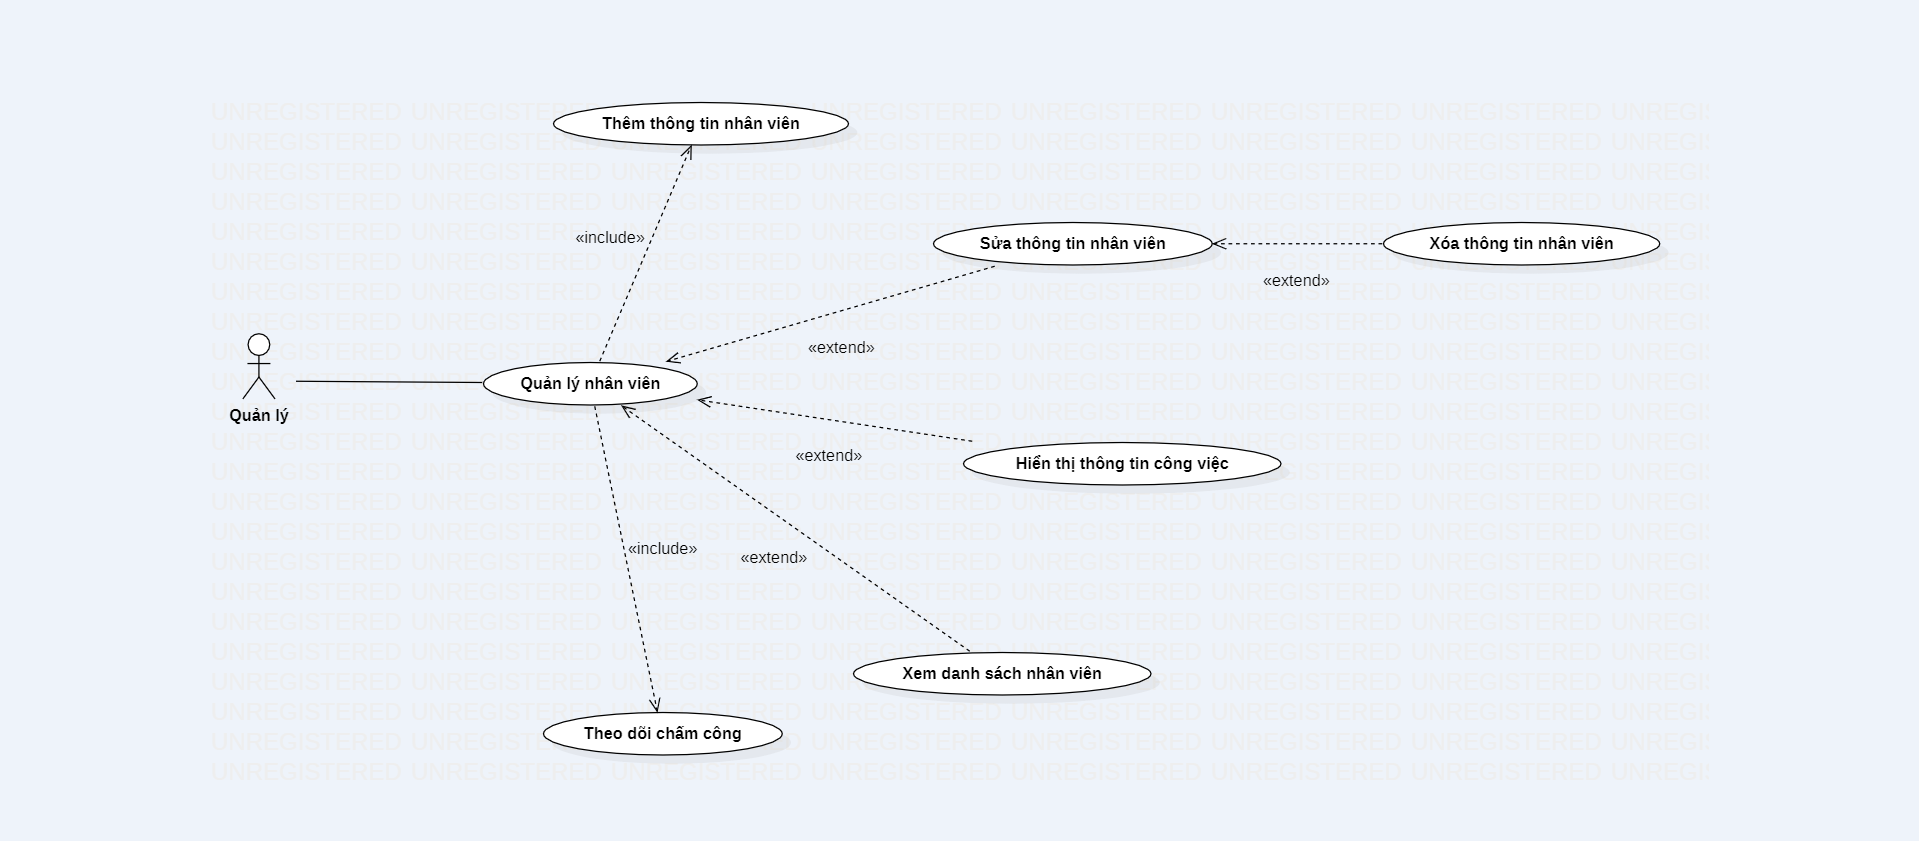 Thêm thông tin nhân viên
«include»
Sửa thông tin nhân viên
Xóa thông tin nhân viên
«extend»
«extend»
Quản lý nhân viên
Quản lý
«extend»
Hiển thị thông tin công việc
«include»
«extend»
Xem danh sách nhân viên
Theo dõi chấm công
UNREGISTERED